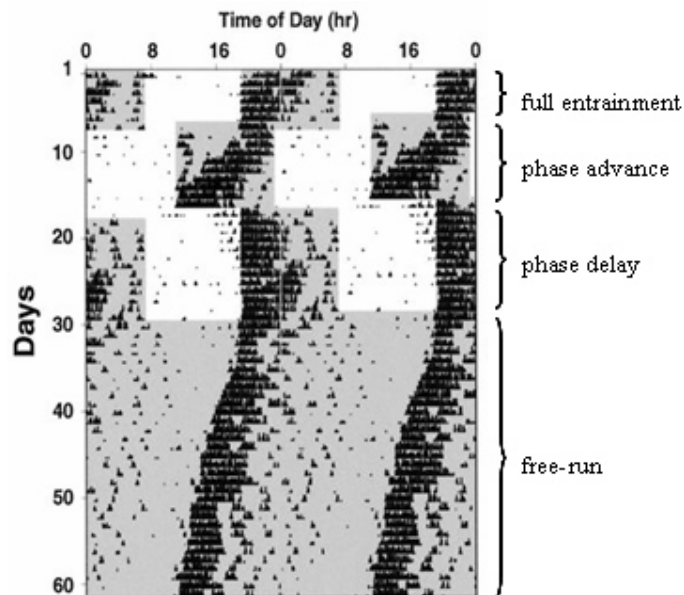 Time of Day (hr)
0 8 16 0 8 16 0
1
full entrainment
10
phase advance
20
phase delay
30
Days
40
free-run
50
60